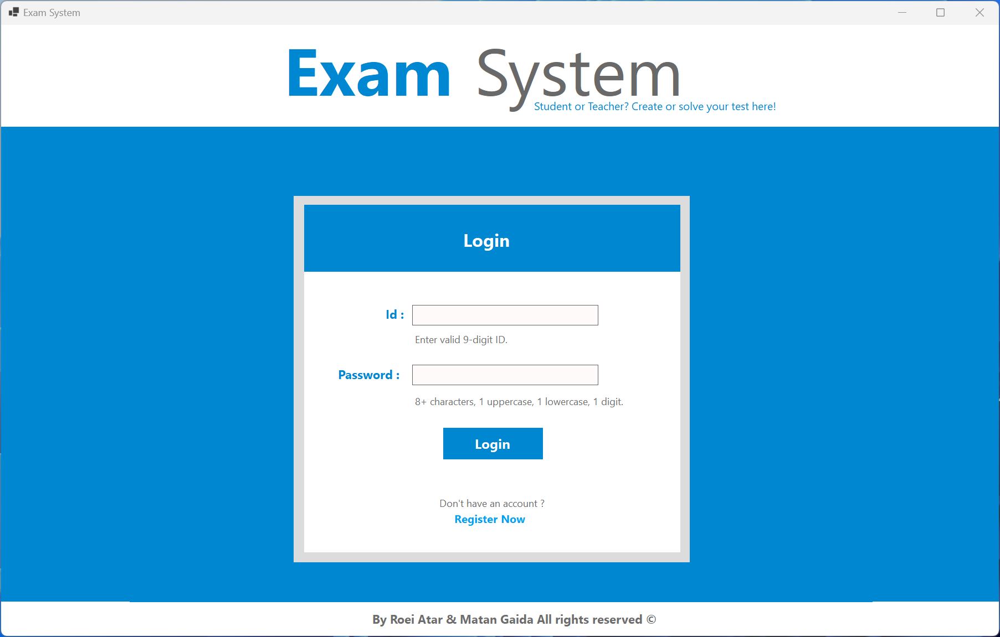 Exam System
Exam System
Student or Teacher? Create or solve your test here!
Login
Id :
Enter valid 9-digit ID.
Password :
8+ characters, 1 uppercase, 1 lowercase, 1 digit.
Login
Don't have an account ?
Register Now
By Roei Atar & Matan Gaida All rights reserved ©